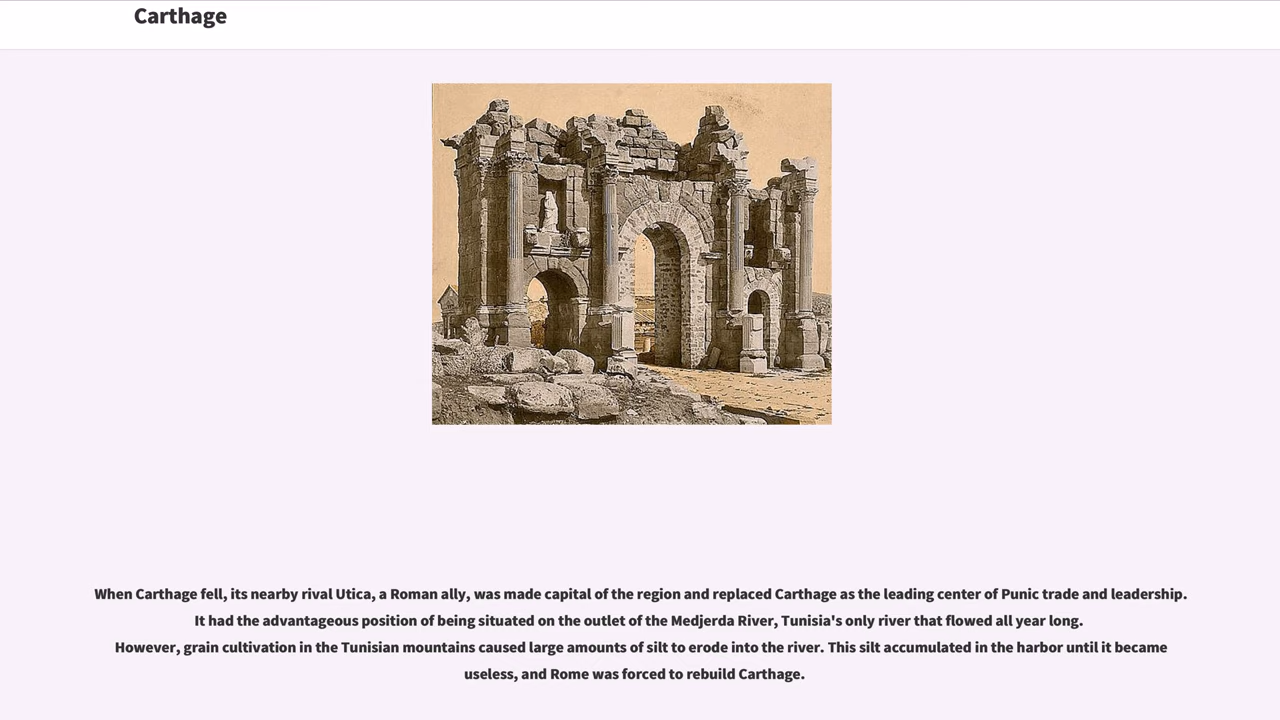 Carthage
When Carthage fell, its nearby rival Utica, a Roman ally, was made capital of the region and replaced Carthage as the leading center of Punic trade and leadership.
It had the advantageous position of being situated on the outlet of the Medjerda River, Tunisia's only river that flowed all year long.
However, grain cultivation in the Tunisian mountains caused large amounts of silt to erode into the river. This silt accumulated in the harbor until it became
useless, and Rome was forced to rebuild Carthage.